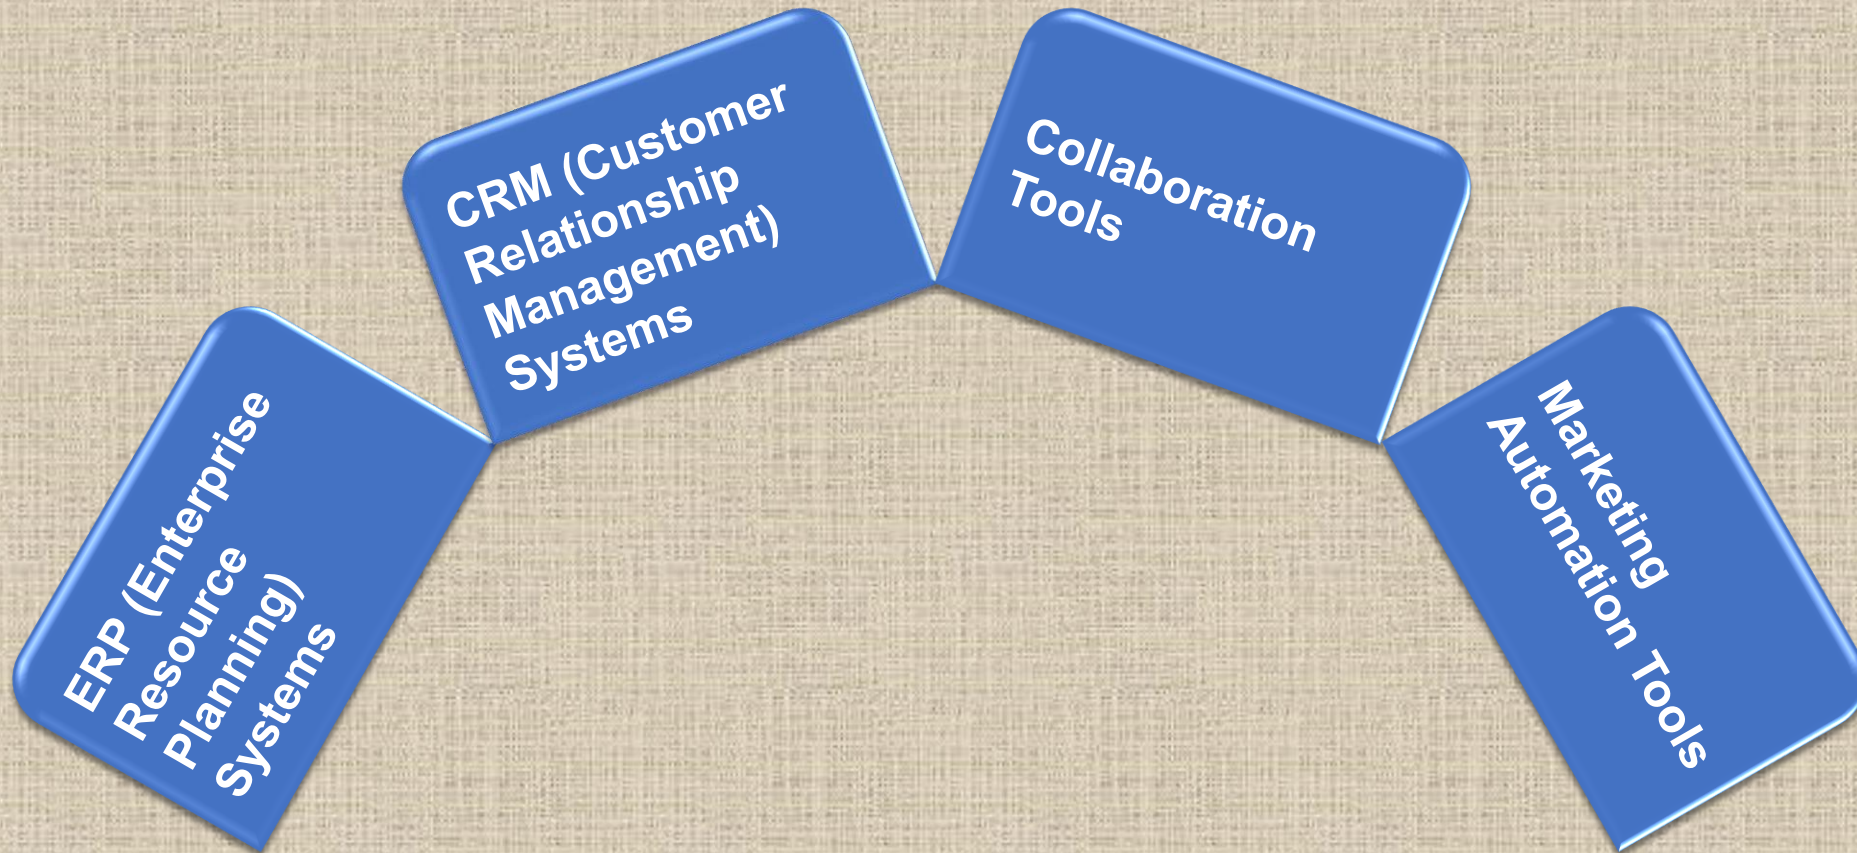 ERP (Enterprise
Resource
Planning)
Systems
CRM (Customer
Relationship
Management)
Systems
Collaboration
Tools
Marketing
Automation Tools